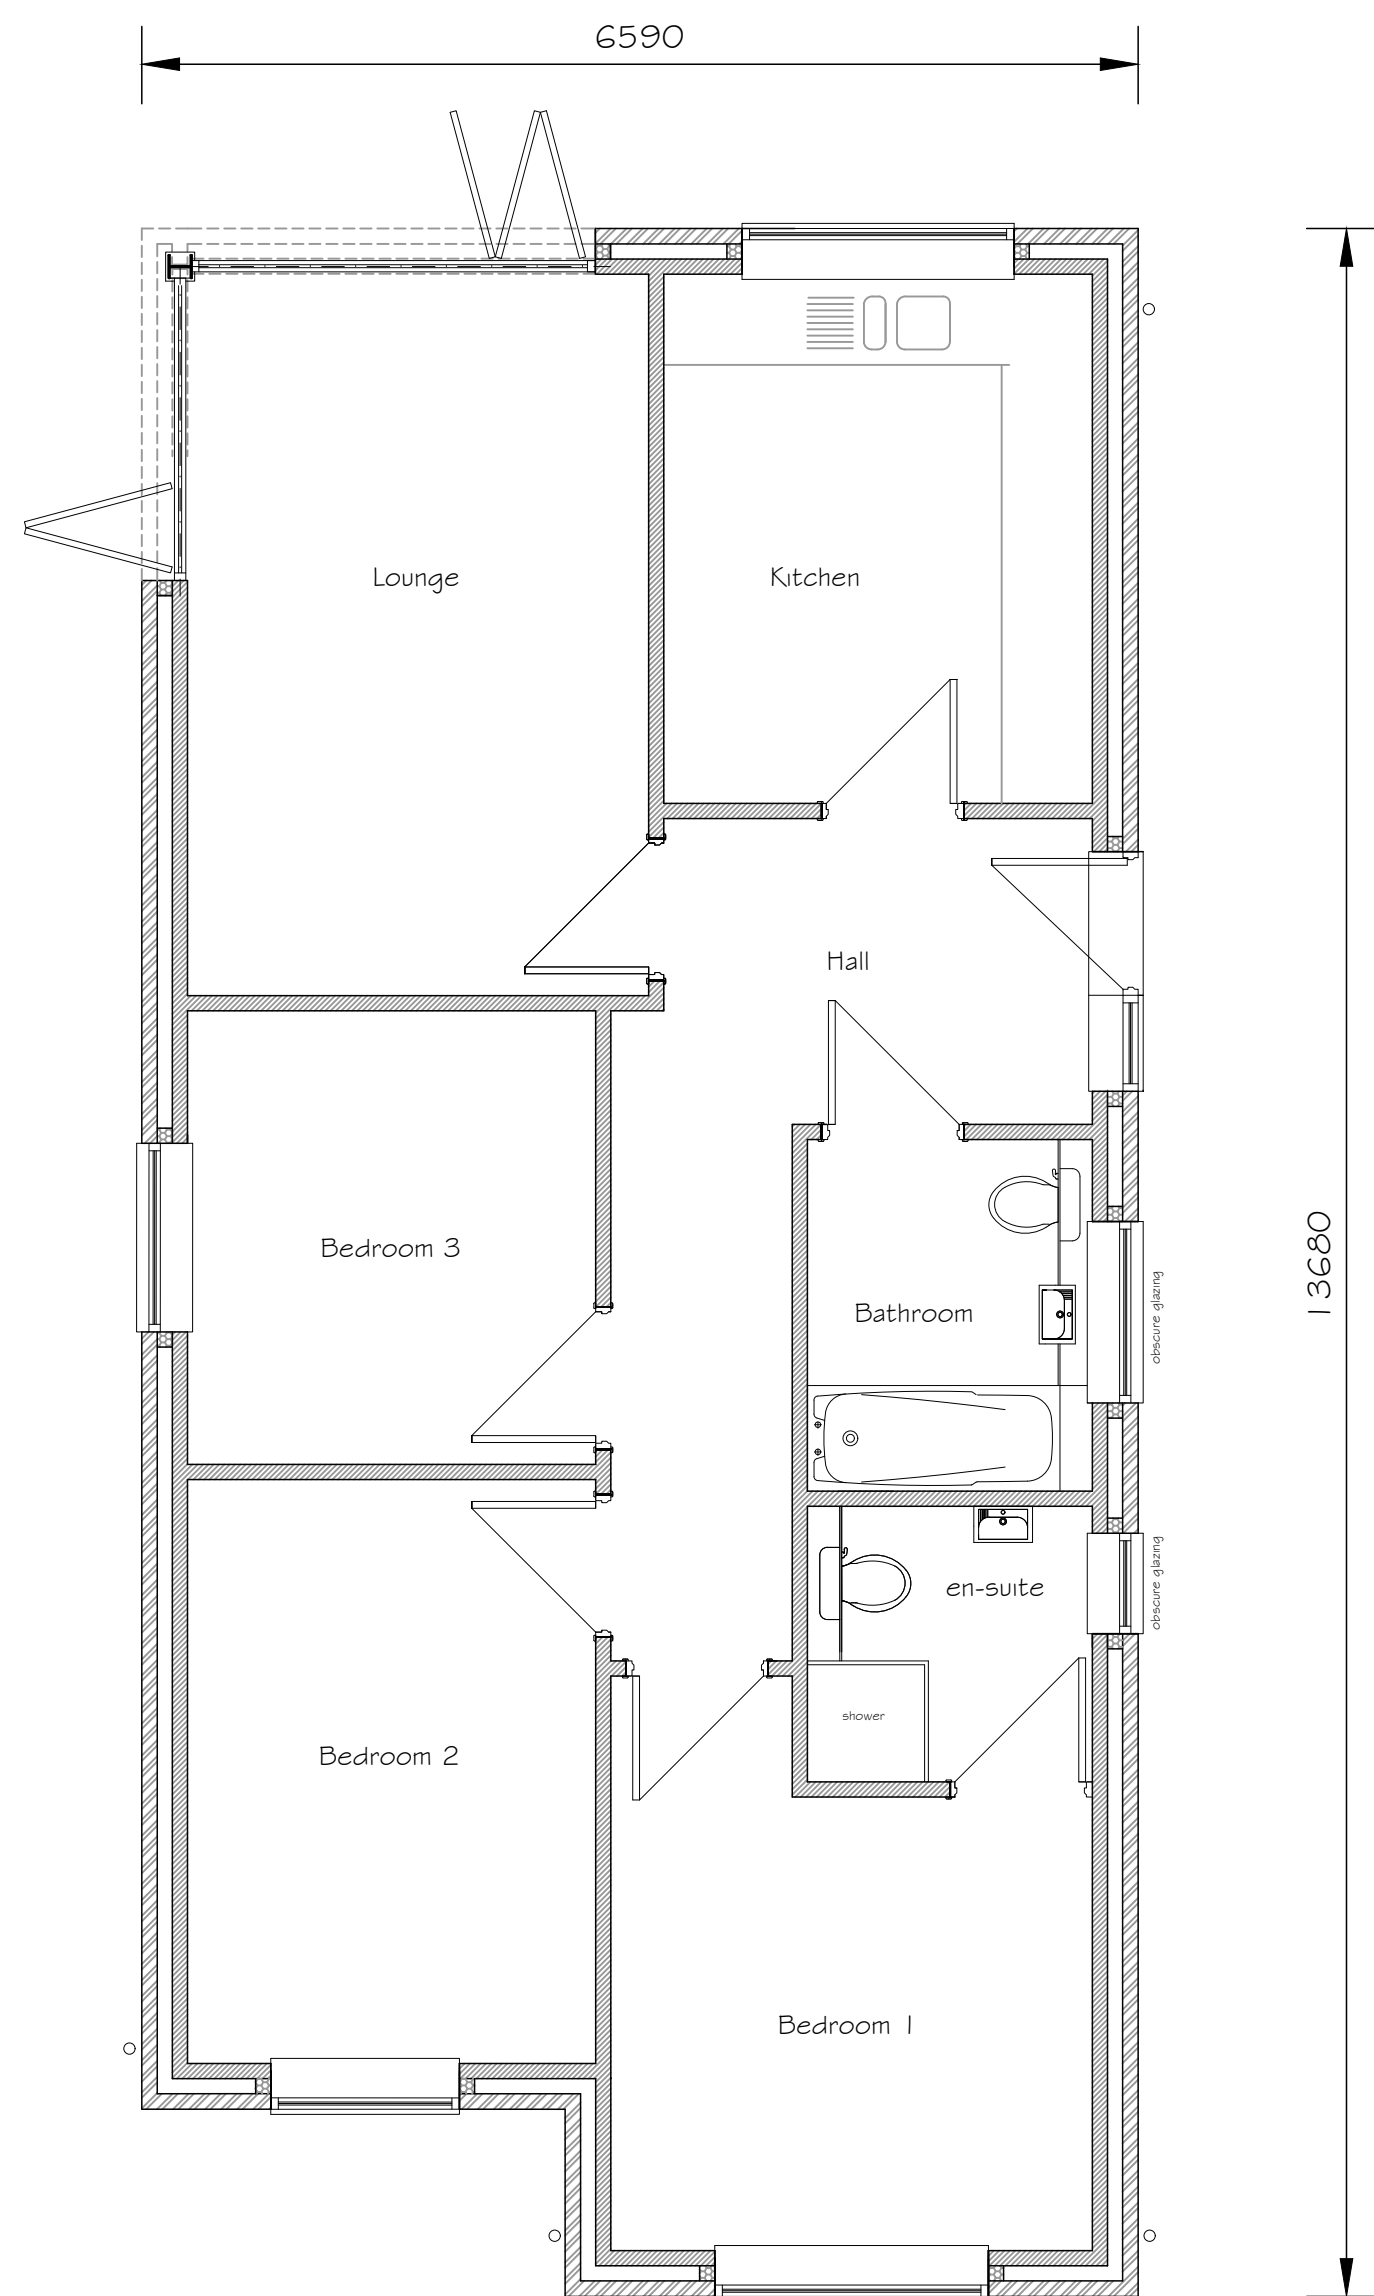 6590
Lounge
Kitchen
Hall
Bedroom 3
Bathroom
obscure glazing
13680
en-suite
obscure glazing
shower
Bedroom 2
Bedroom 1